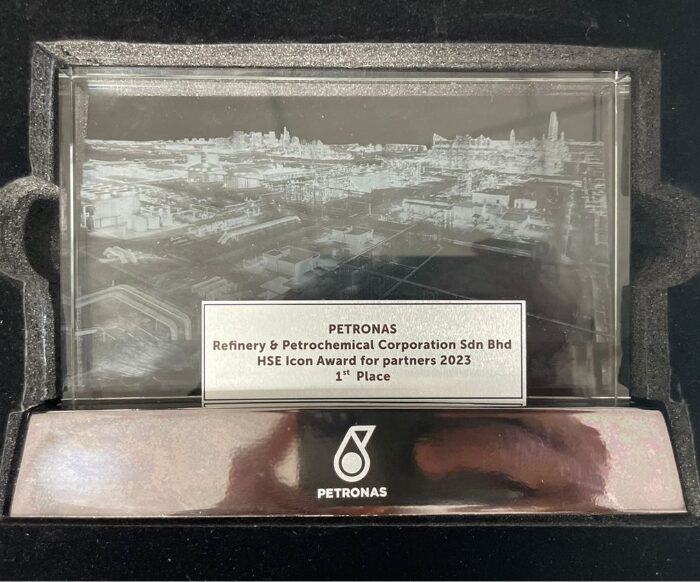 PETRONAS
Refinery & Petrochemical Corporation Sdn Bhd
HSE Icon Award for partners 2023
1st Place
PETRONAS